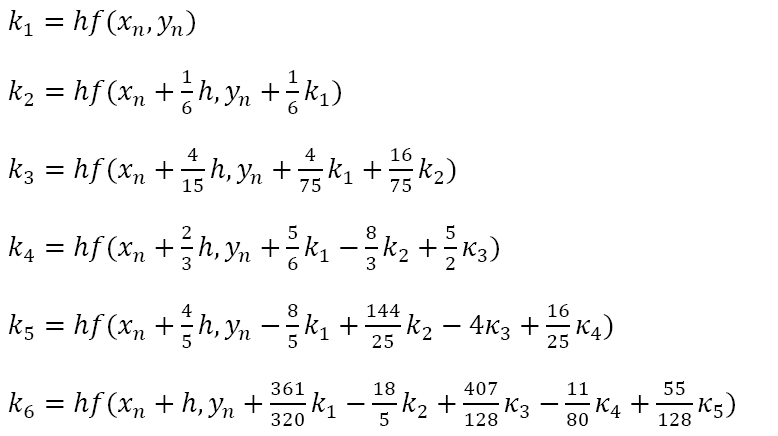 k₁ = hf(xₙ, yₙ)
k₂ = hf(xₙ + 1/6 h, yₙ + 1/6 k₁)
k₃ = hf(xₙ + 4/15 h, yₙ + 4/75 k₁ + 16/75 k₂)
k₄ = hf(xₙ + 2/3 h, yₙ + 5/6 k₁ − 8/3 k₂ + 5/2 κ₃)
k₅ = hf(xₙ + 4/5 h, yₙ − 8/5 k₁ + 144/25 k₂ − 4κ₃ + 16/25 κ₄)
k₆ = hf(xₙ + h, yₙ + 361/320 k₁ − 18/5 k₂ + 407/128 κ₃ − 11/80 κ₄ + 55/128 κ₅)